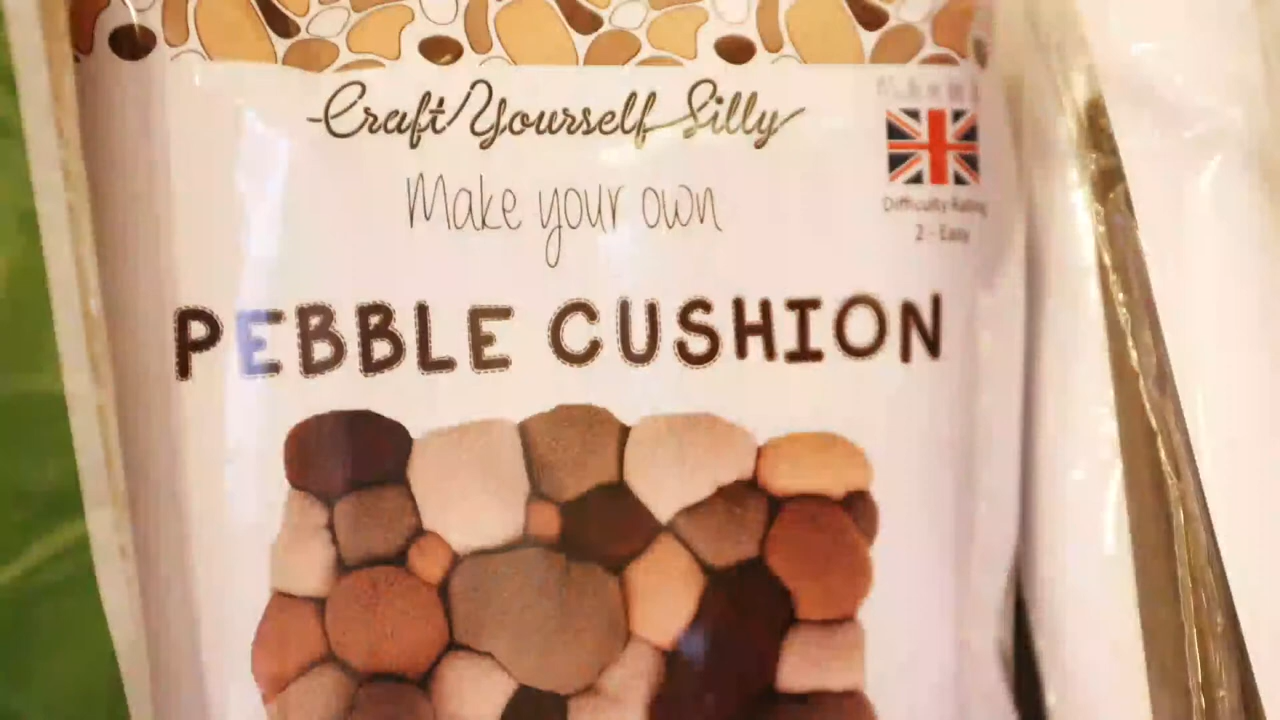 Craft Yourself Silly
Make your own
Difficulty Rating
2 - Easy
PEBBLE CUSHION